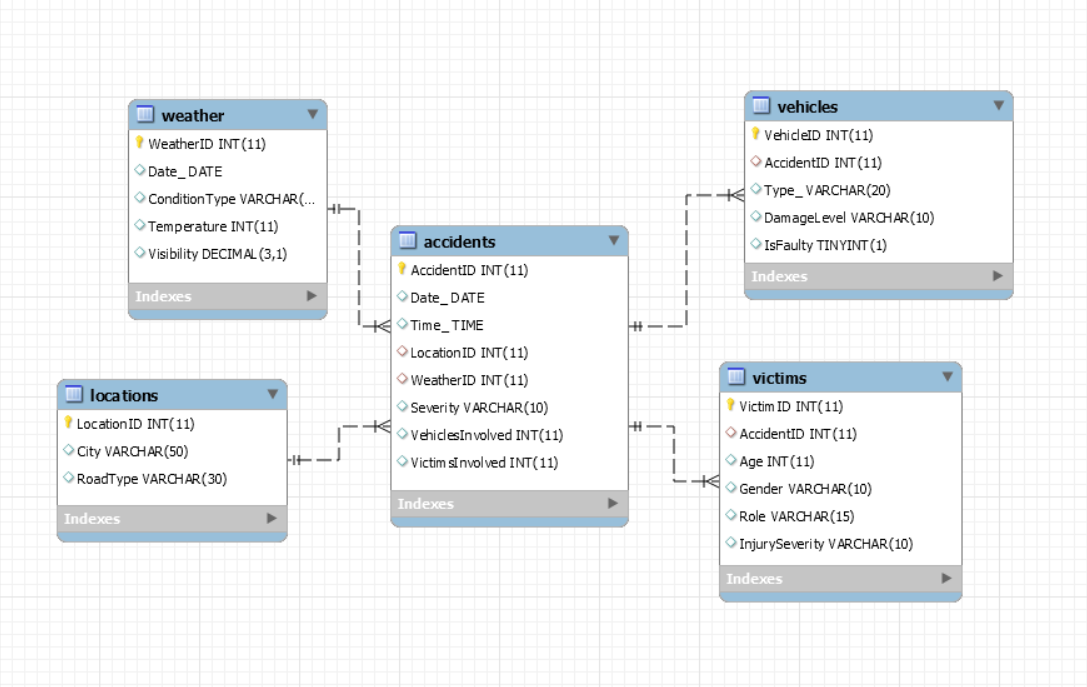 weather
WeatherID INT(11)
Date_ DATE
ConditionType VARCHAR(...
Temperature INT(11)
Visibility DECIMAL(3,1)
Indexes
locations
LocationID INT(11)
City VARCHAR(50)
RoadType VARCHAR(30)
Indexes
accidents
AccidentID INT(11)
Date_ DATE
Time_ TIME
LocationID INT(11)
WeatherID INT(11)
Severity VARCHAR(10)
VehiclesInvolved INT(11)
VictimsInvolved INT(11)
Indexes
vehicles
VehicleID INT(11)
AccidentID INT(11)
Type_ VARCHAR(20)
DamageLevel VARCHAR(10)
IsFaulty TINYINT(1)
Indexes
victims
VictimID INT(11)
AccidentID INT(11)
Age INT(11)
Gender VARCHAR(10)
Role VARCHAR(15)
InjurySeverity VARCHAR(10)
Indexes